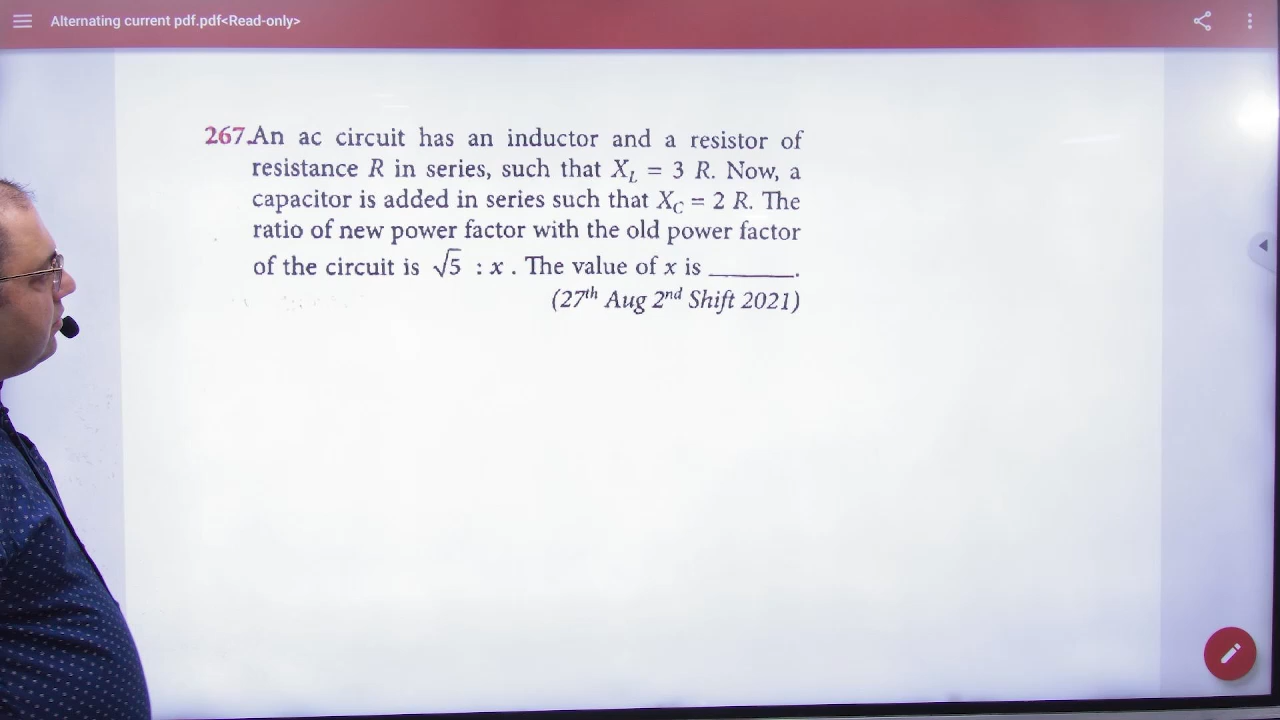 Alternating current pdf.pdf<Read-only>
267.An ac circuit has an inductor and a resistor of
resistance R in series, such that X_L = 3 R. Now, a
capacitor is added in series such that X_C = 2 R. The
ratio of new power factor with the old power factor
of the circuit is √5 : x . The value of x is ______.
(27th Aug 2nd Shift 2021)